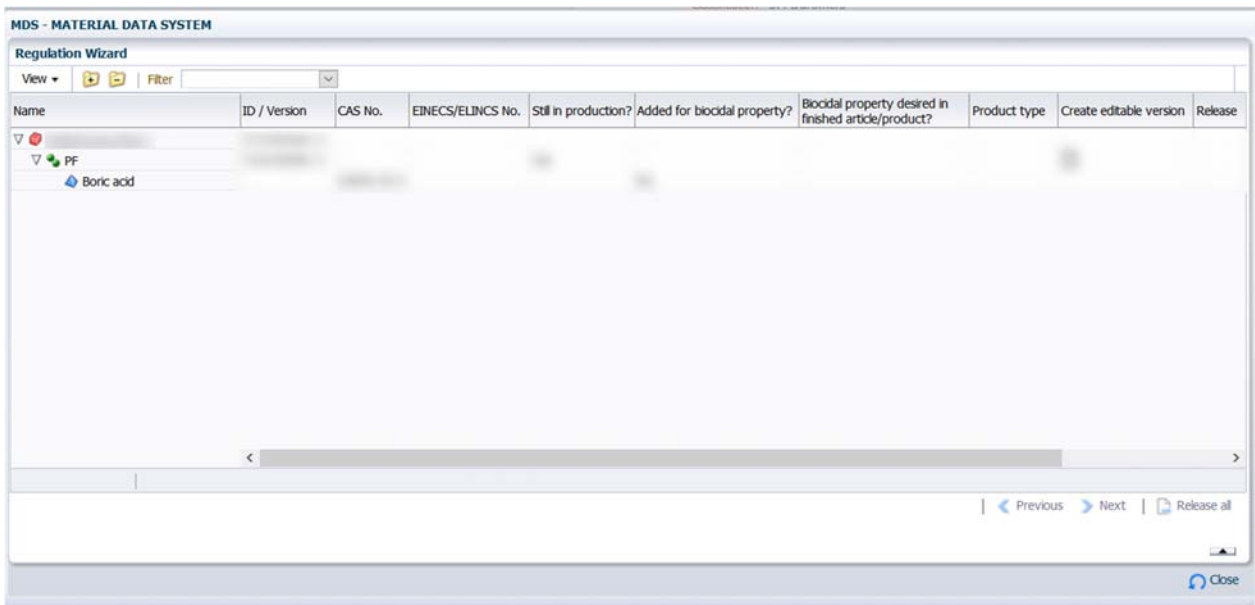 MDS - MATERIAL DATA SYSTEM
Regulation Wizard
View Filter
Name ID / Version CAS No. EINECS/ELINCS No. Still in production? Added for biocidal property? Biocidal property desired in finished article/product? Product type Create editable version Release
PF
Boric acid
Previous Next Release all
Close